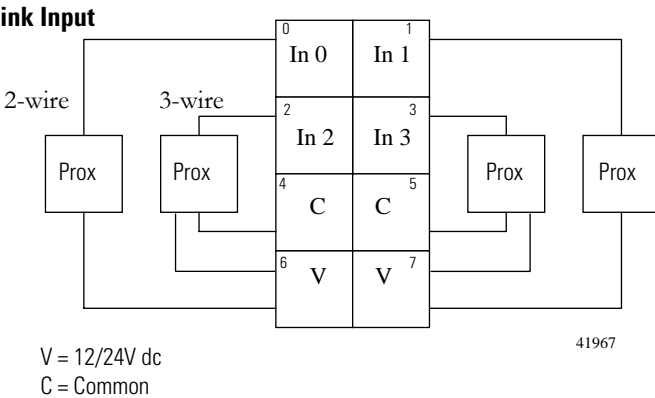 ink Input
0 1
In 0 In 1
2-wire 3-wire
2 3
In 2 In 3
Prox Prox Prox Prox
4 5
C C
6 7
V V
41967
V = 12/24V dc
C = Common